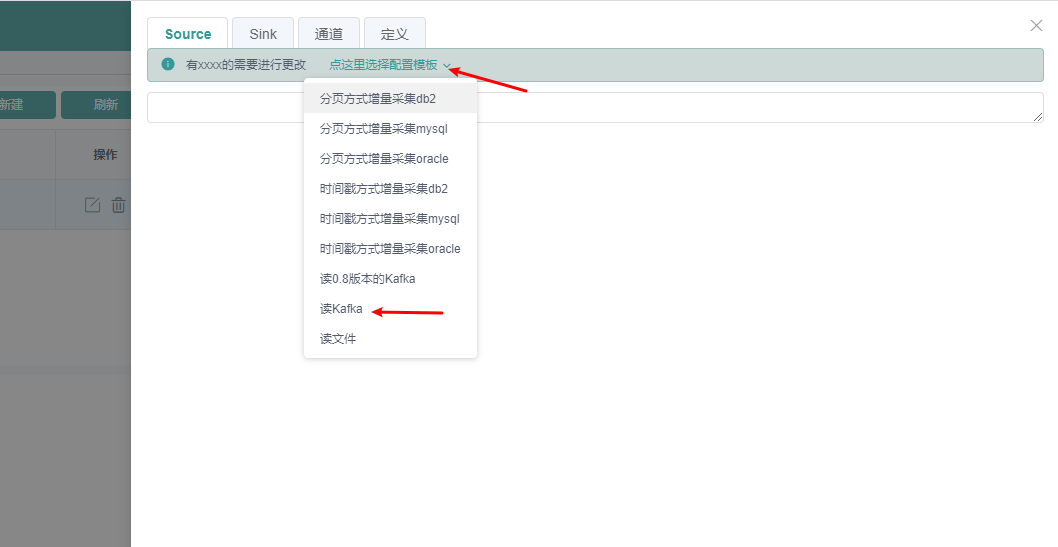 Source Sink 通道 定义
有xxxx的需要进行更改 点这里选择配置模板
新建 刷新
操作
分页方式增量采集db2
分页方式增量采集mysql
分页方式增量采集oracle
时间戳方式增量采集db2
时间戳方式增量采集mysql
时间戳方式增量采集oracle
读0.8版本的Kafka
读Kafka
读文件